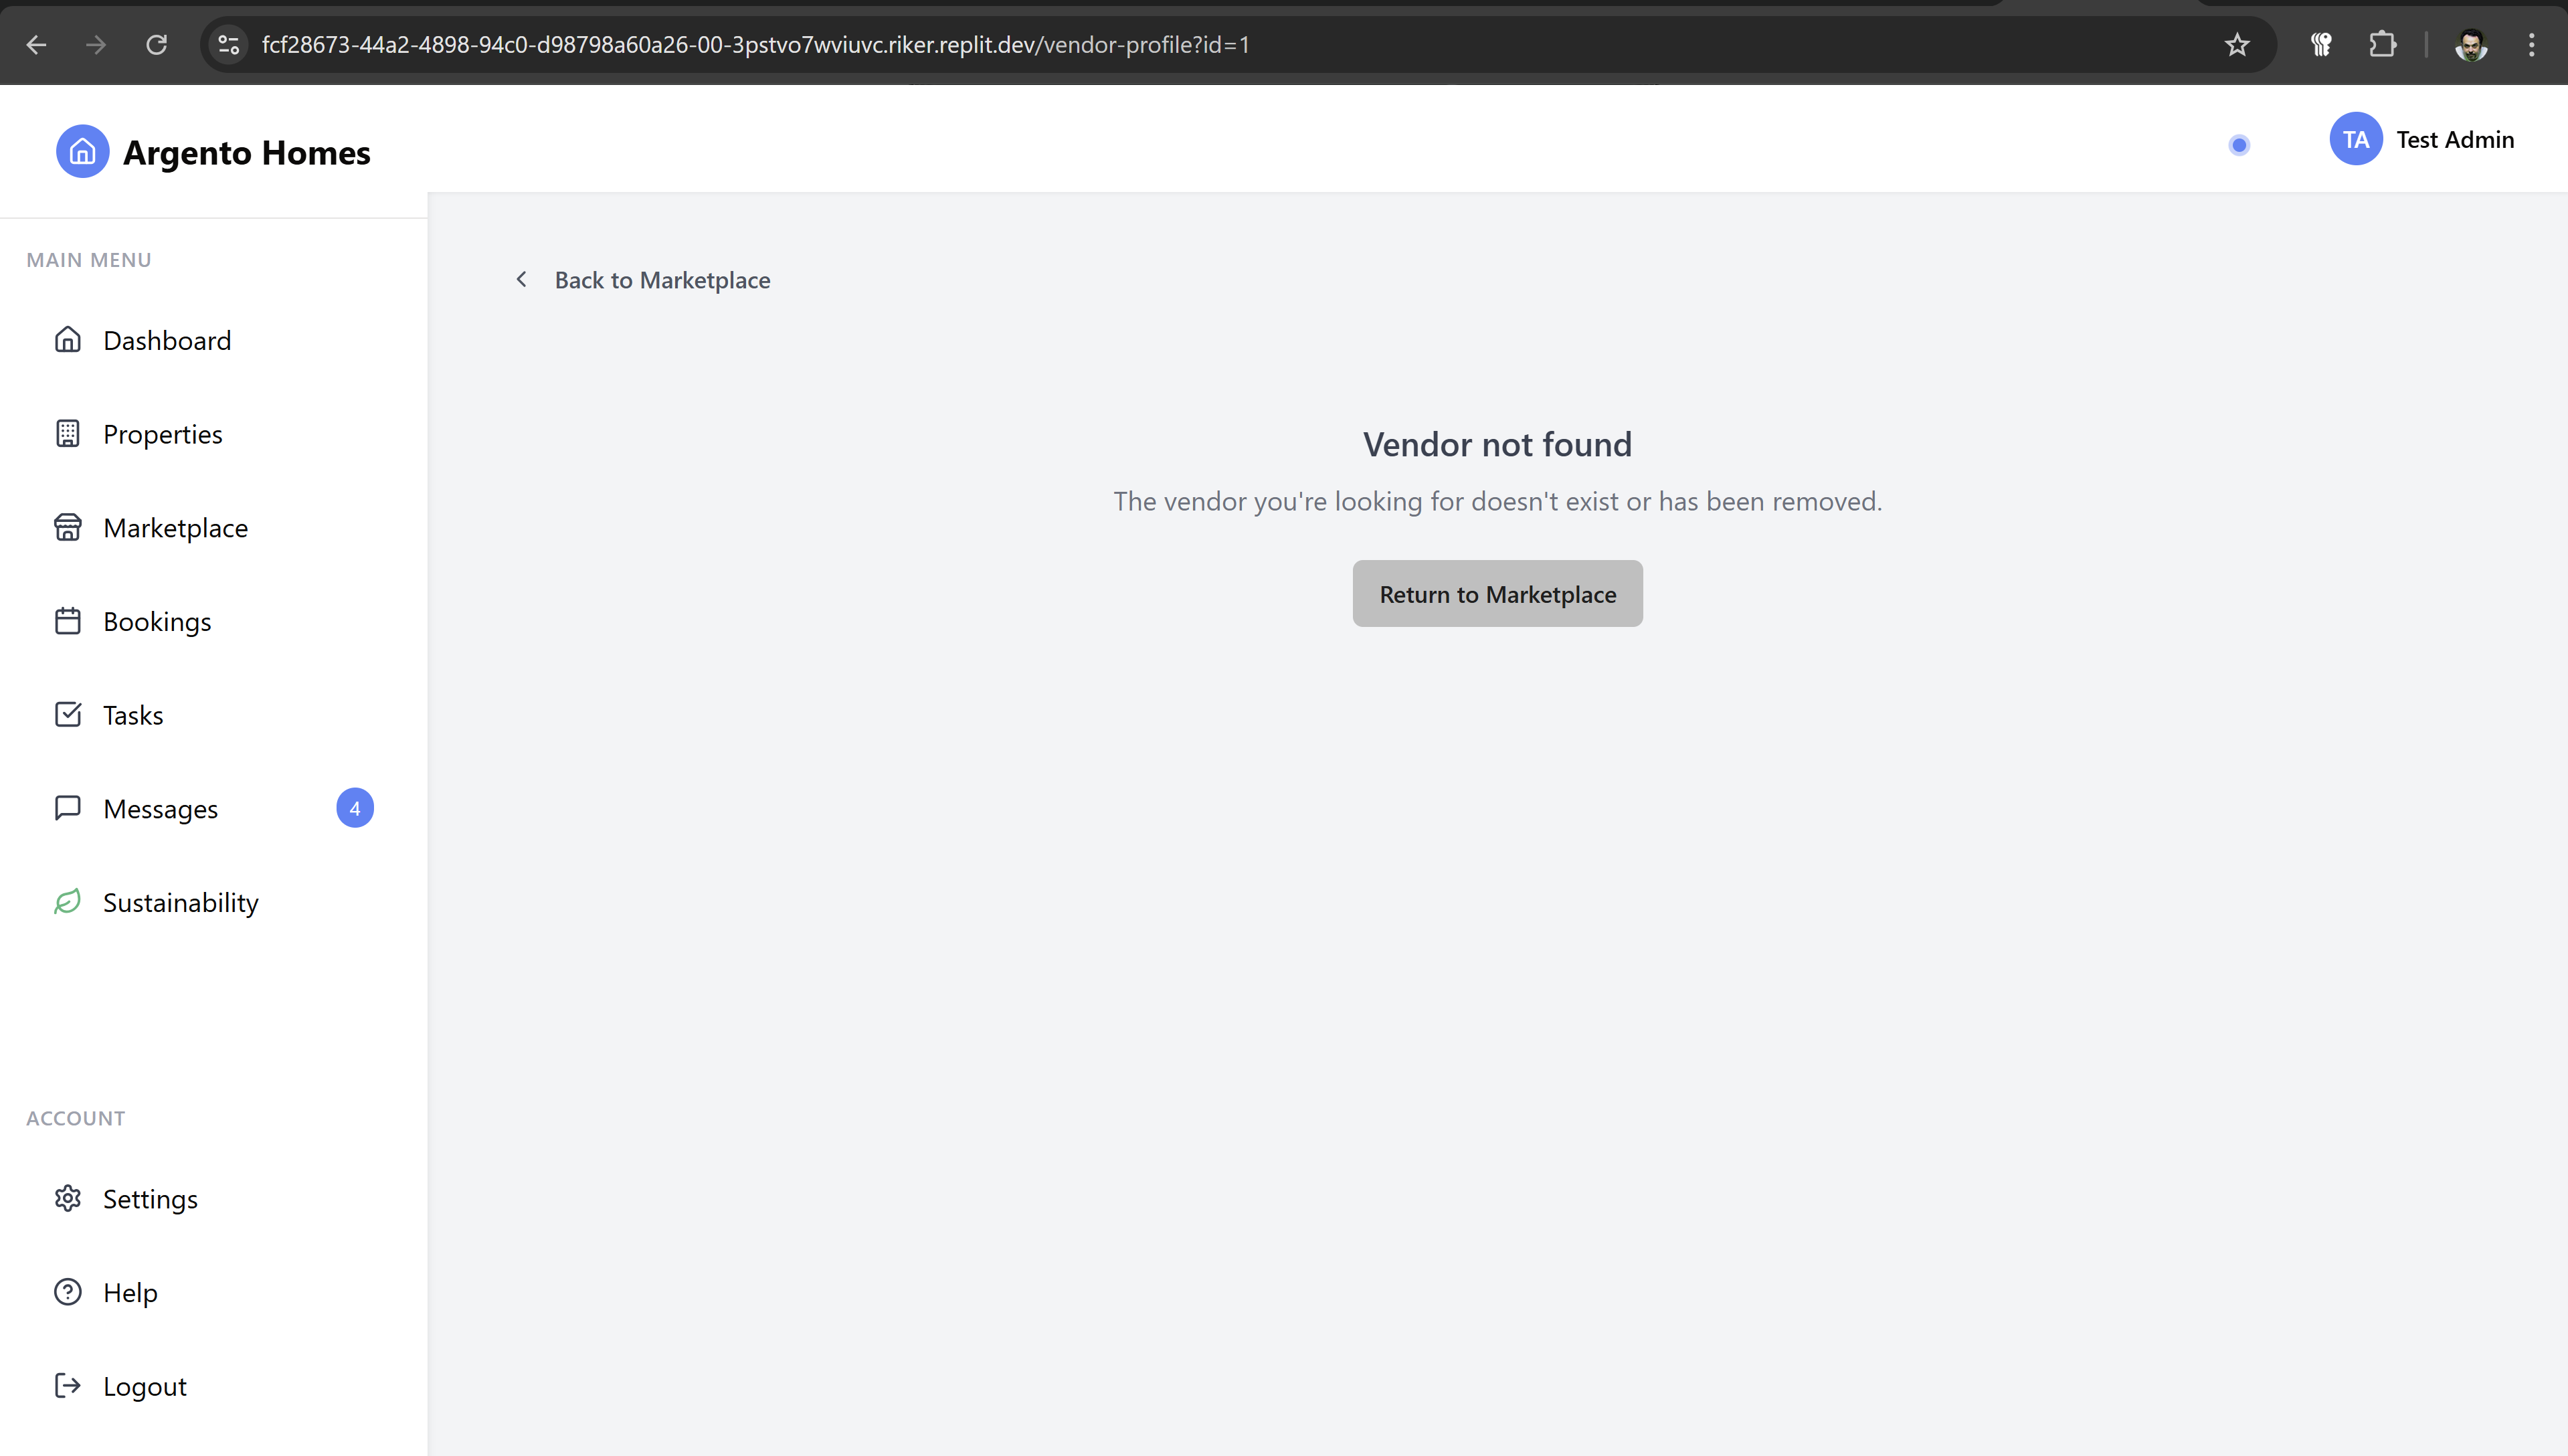 fcf28673-44a2-4898-94c0-d98798a60a26-00-3pstvo7wviuvc.riker.replit.dev/vendor-profile?id=1
Argento Homes
TA Test Admin
MAIN MENU
Dashboard
Properties
Marketplace
Bookings
Tasks
Messages 4
Sustainability
ACCOUNT
Settings
Help
Logout
Back to Marketplace
Vendor not found
The vendor you're looking for doesn't exist or has been removed.
Return to Marketplace